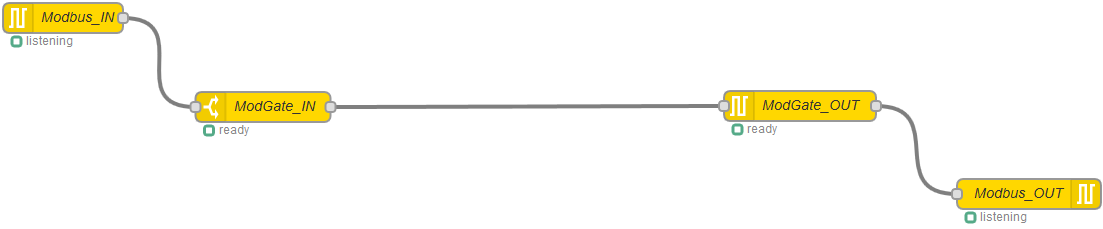 Modbus_IN
listening
ModGate_IN
ready
ModGate_OUT
ready
Modbus_OUT
listening